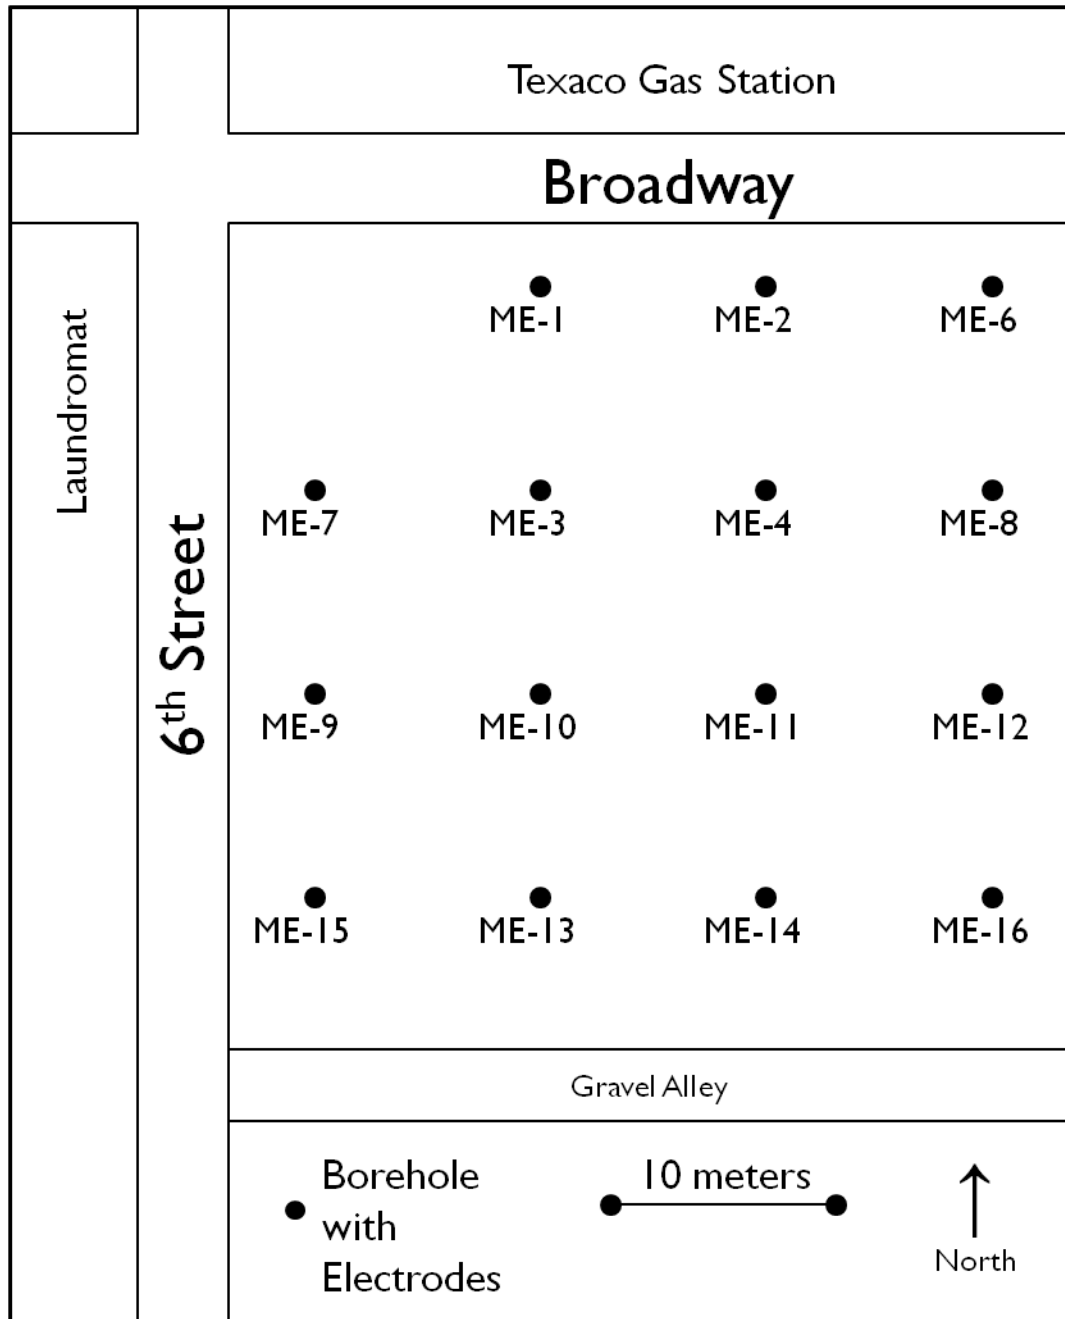 Texaco Gas Station
Broadway
Laundromat
6th Street
ME-1 ME-2 ME-6
ME-7 ME-3 ME-4 ME-8
ME-9 ME-10 ME-11 ME-12
ME-15 ME-13 ME-14 ME-16
Gravel Alley
Borehole
with
Electrodes
10 meters
North